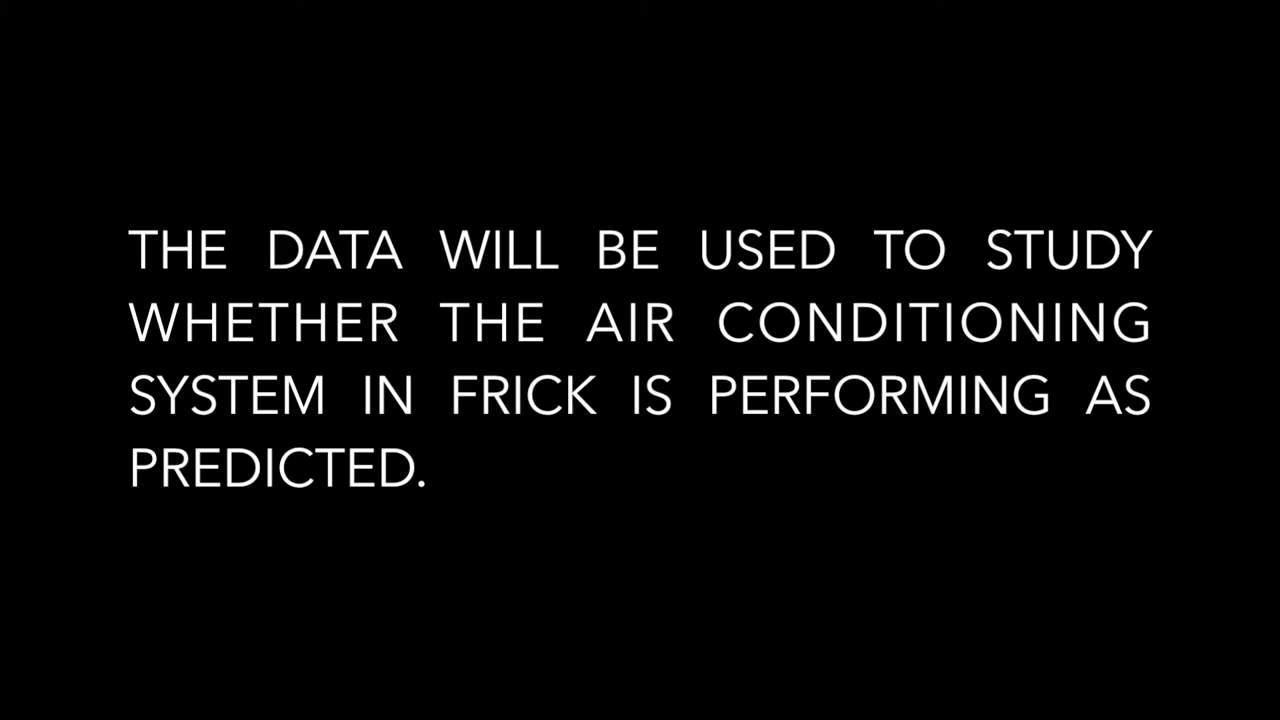 THE DATA WILL BE USED TO STUDY
WHETHER THE AIR CONDITIONING
SYSTEM IN FRICK IS PERFORMING AS
PREDICTED.